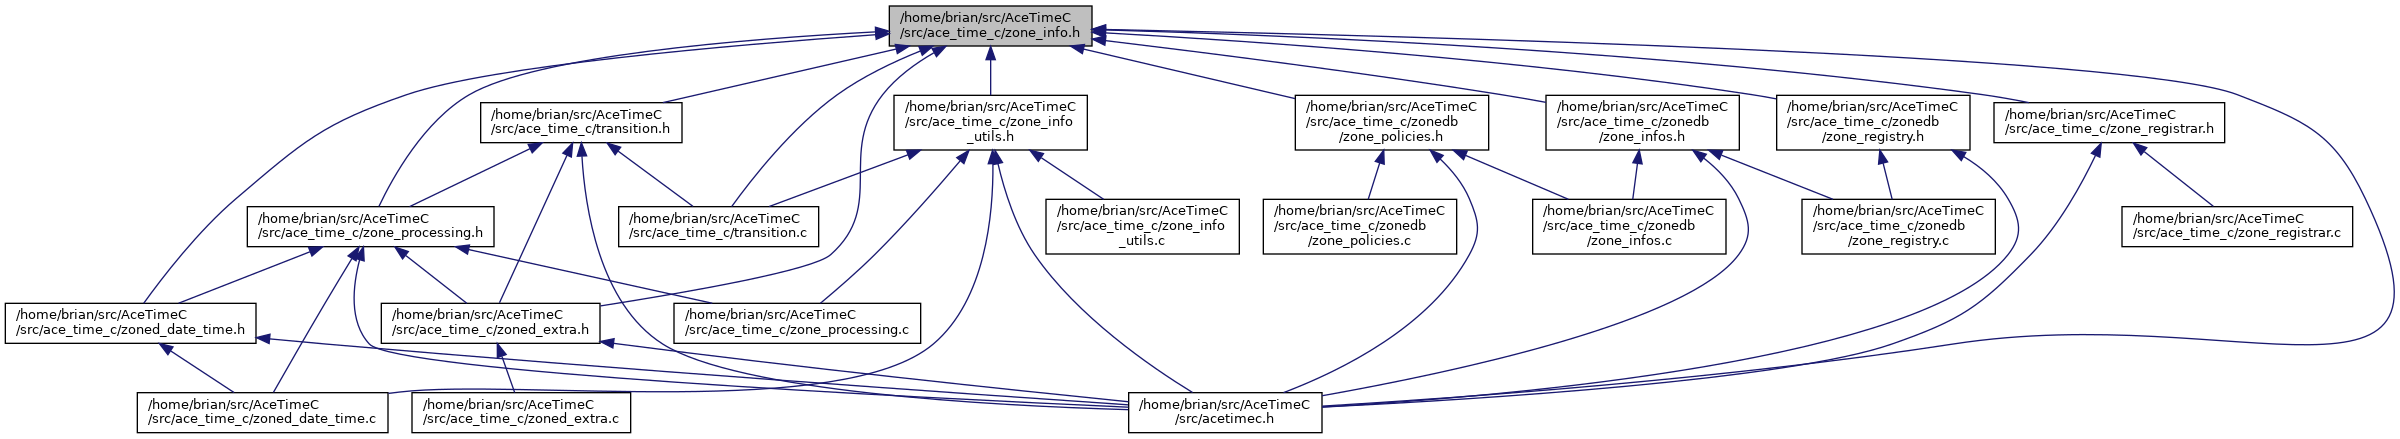 /home/brian/src/AceTimeC
/src/ace_time_c/zone_info.h
/home/brian/src/AceTimeC
/src/ace_time_c/transition.h
/home/brian/src/AceTimeC
/src/ace_time_c/zone_info
_utils.h
/home/brian/src/AceTimeC
/src/ace_time_c/zonedb
/zone_policies.h
/home/brian/src/AceTimeC
/src/ace_time_c/zonedb
/zone_infos.h
/home/brian/src/AceTimeC
/src/ace_time_c/zonedb
/zone_registry.h
/home/brian/src/AceTimeC
/src/ace_time_c/zone_registrar.h
/home/brian/src/AceTimeC
/src/ace_time_c/zone_processing.h
/home/brian/src/AceTimeC
/src/ace_time_c/transition.c
/home/brian/src/AceTimeC
/src/ace_time_c/zone_info
_utils.c
/home/brian/src/AceTimeC
/src/ace_time_c/zonedb
/zone_policies.c
/home/brian/src/AceTimeC
/src/ace_time_c/zonedb
/zone_infos.c
/home/brian/src/AceTimeC
/src/ace_time_c/zonedb
/zone_registry.c
/home/brian/src/AceTimeC
/src/ace_time_c/zone_registrar.c
/home/brian/src/AceTimeC
/src/ace_time_c/zoned_date_time.h
/home/brian/src/AceTimeC
/src/ace_time_c/zoned_extra.h
/home/brian/src/AceTimeC
/src/ace_time_c/zone_processing.c
/home/brian/src/AceTimeC
/src/ace_time_c/zoned_date_time.c
/home/brian/src/AceTimeC
/src/ace_time_c/zoned_extra.c
/home/brian/src/AceTimeC
/src/acetimec.h